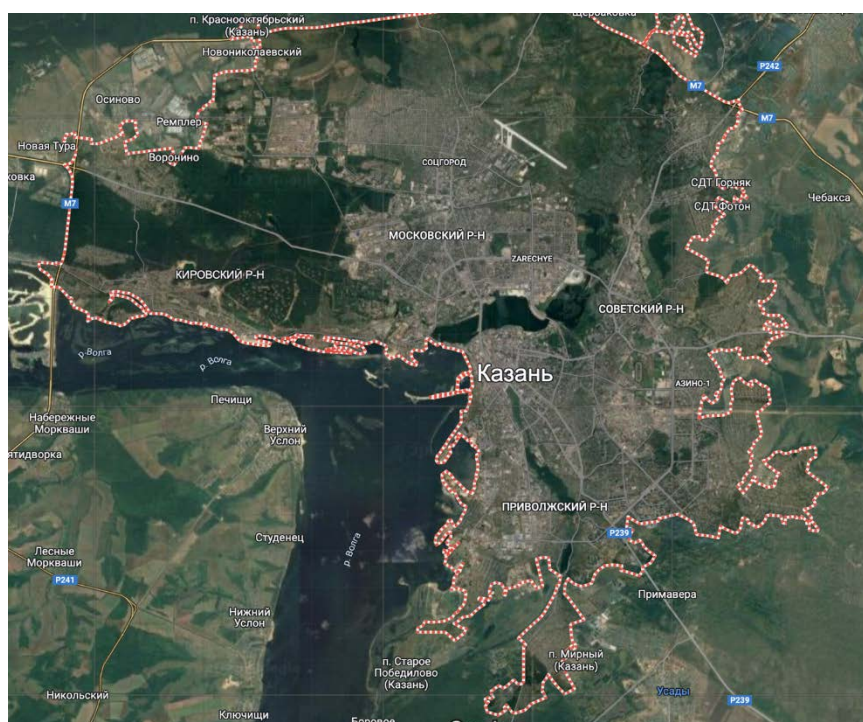 п. Краснооктябрьский
(Казань)
Щербаковка
Новониколаевский
P242
M7
Осиново
Ремплер
M7
Новая Тура
Воронино
СОЦГОРОД
СДТ Горняк
Чебакса
M7
СДТ Фотон
МОСКОВСКИЙ Р-Н
ZARECHYE
КИРОВСКИЙ Р-Н
СОВЕТСКИЙ Р-Н
р. Волга
р. Волга
Казань
АЗИНО-1
Печищи
Набережные
Моркваши
Верхний
Услон
ПРИВОЛЖСКИЙ Р-Н
Студенец
P239
р. Волга
Лесные
Моркваши
P241
Примавера
Нижний
Услон
п. Мирный
(Казань)
п. Старое
Победилово
(Казань)
Усады
Никольский
P239
Ключищи